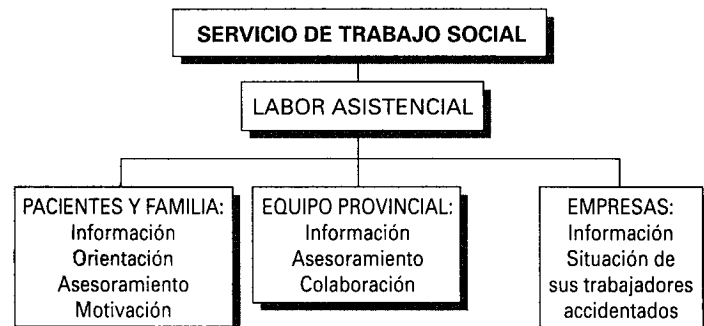 SERVICIO DE TRABAJO SOCIAL
LABOR ASISTENCIAL
PACIENTES Y FAMILIA:
Información
Orientación
Asesoramiento
Motivación
EQUIPO PROVINCIAL:
Información
Asesoramiento
Colaboración
EMPRESAS:
Información
Situación de
sus trabajadores
accidentados